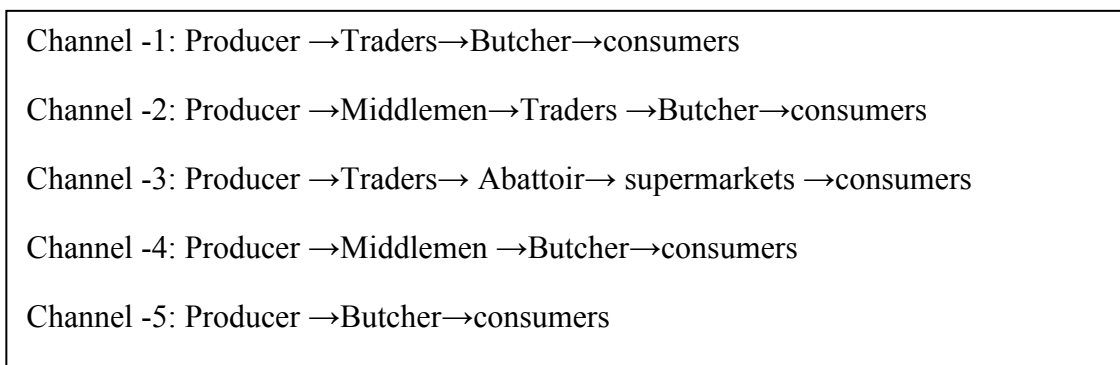 Channel -1: Producer →Traders→Butcher→consumers
Channel -2: Producer →Middlemen→Traders →Butcher→consumers
Channel -3: Producer →Traders→ Abattoir→ supermarkets →consumers
Channel -4: Producer →Middlemen →Butcher→consumers
Channel -5: Producer →Butcher→consumers